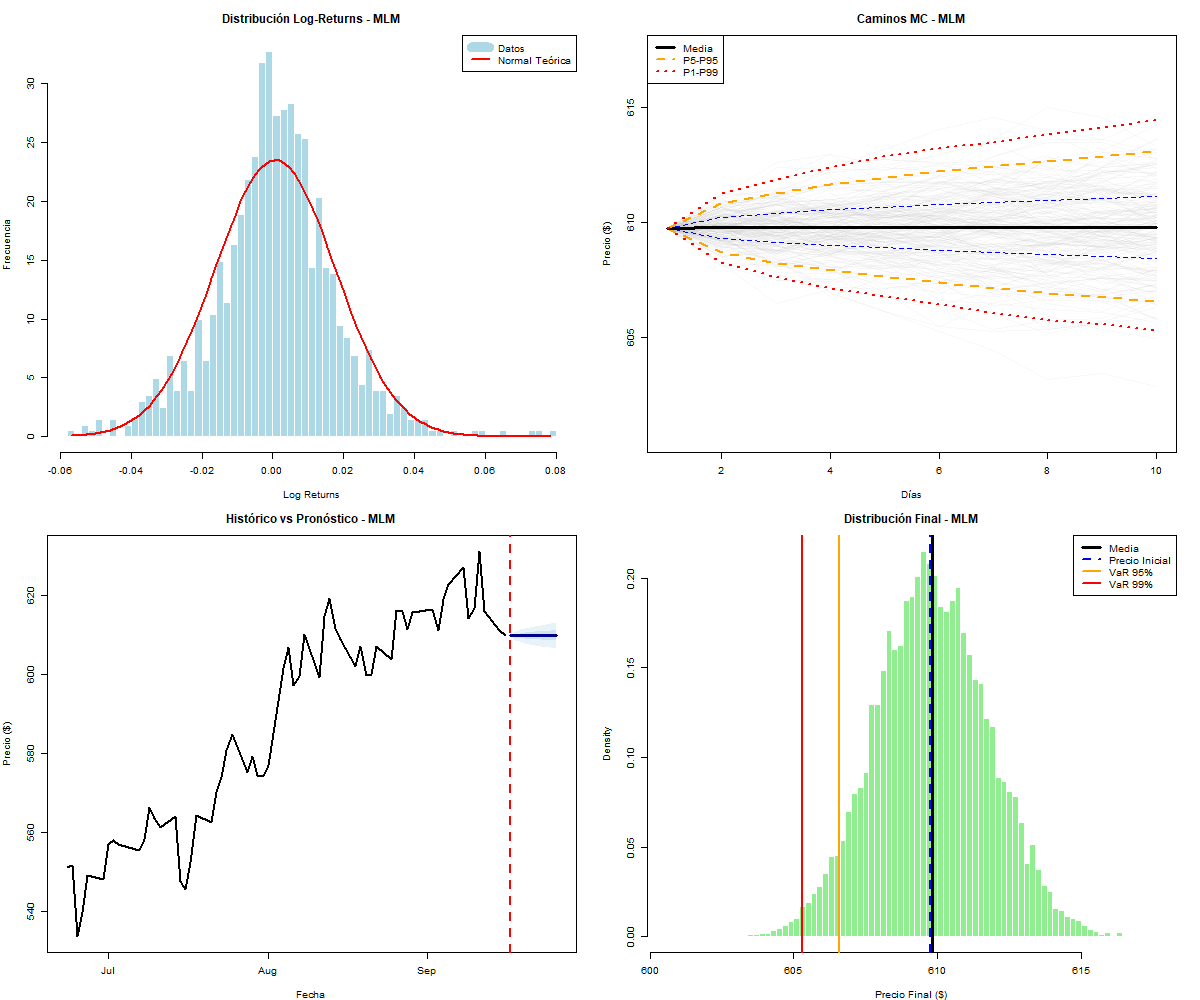 Distribución Log-Returns - MLM
Datos
Normal Teórica
Frecuencia
0
5
10
15
20
25
30
-0.06
-0.04
-0.02
0.00
0.02
0.04
0.06
0.08
Log Returns
Caminos MC - MLM
Media
P5-P95
P1-P99
Precio ($)
605
610
615
2
4
6
8
10
Días
Histórico vs Pronóstico - MLM
Precio ($)
540
560
580
600
620
Jul
Aug
Sep
Fecha
Distribución Final - MLM
Media
Precio Inicial
VaR 95%
VaR 99%
Density
0.00
0.05
0.10
0.15
0.20
600
605
610
615
Precio Final ($)